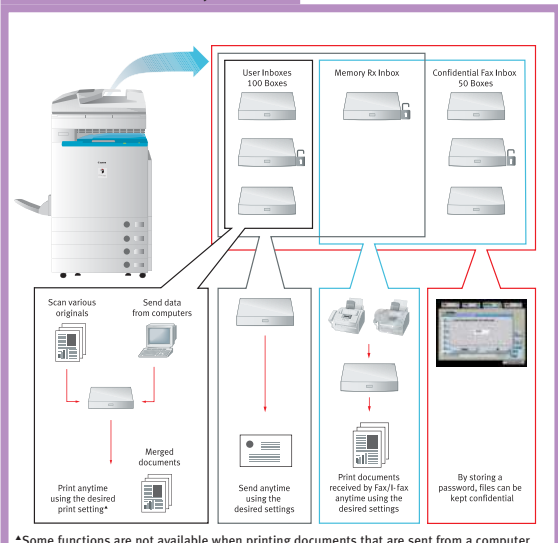 User Inboxes
100 Boxes
Memory Rx Inbox
Confidential Fax Inbox
50 Boxes
Canon
Scan various
originals
Send data
from computers
Merged
documents
Print anytime
using the desired
print setting▲
Send anytime
using the
desired settings
Print documents
received by Fax/I-fax
anytime using the
desired settings
By storing a
password, files can be
kept confidential
▲Some functions are not available when printing documents that are sent from a computer